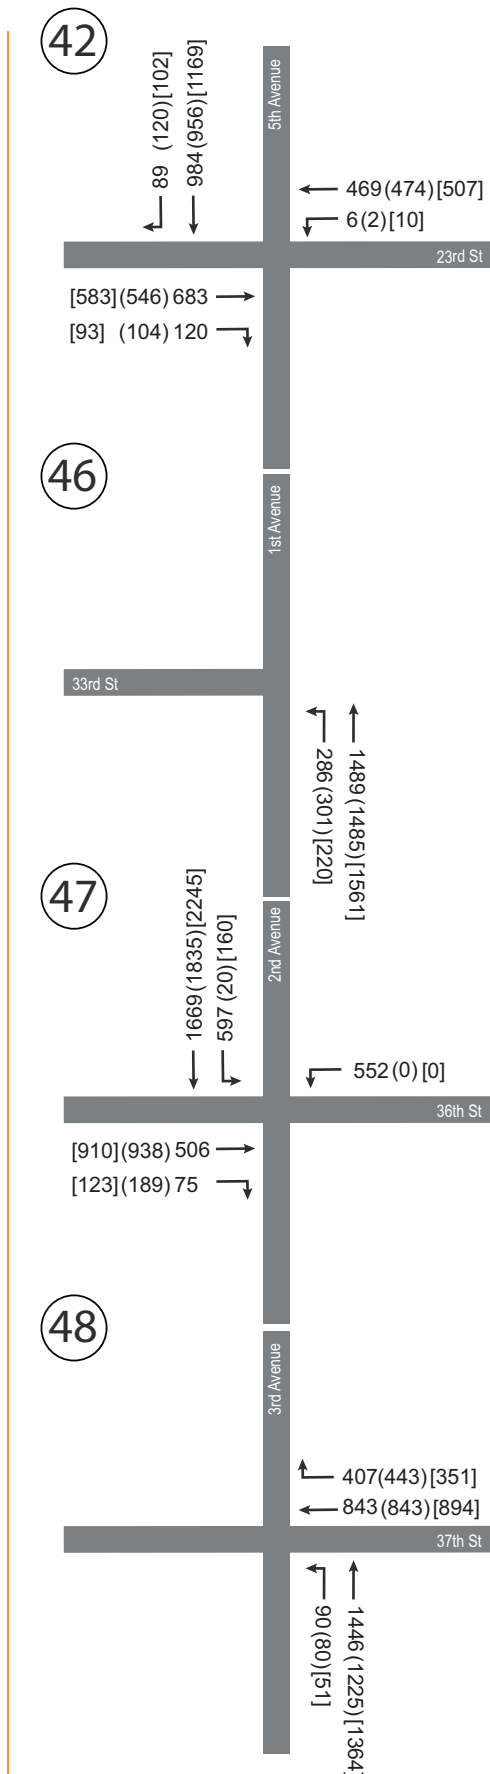 42
89 (120)[102]
984(956)[1169]
5th Avenue
469(474)[507]
6(2)[10]
23rd St
[583](546) 683
[93] (104) 120
46
1st Avenue
33rd St
286(301)[220]
1489(1485)[1561]
47
1669(1835)[2245]
597 (20)[160]
2nd Avenue
552(0)[0]
36th St
[910](938) 506
[123](189) 75
48
3rd Avenue
407(443)[351]
843(843)[894]
37th St
90(80)[51]
1446(1225)[1364]